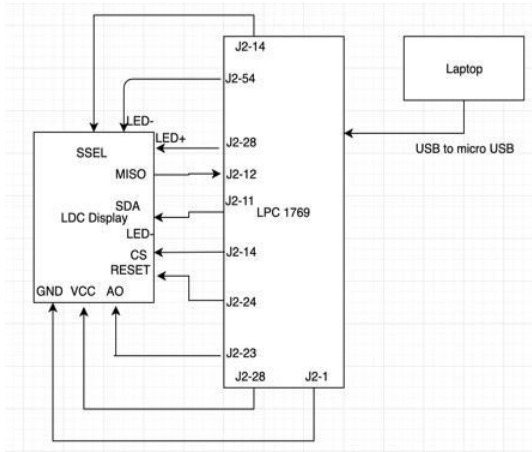 J2-14
J2-54
Laptop
LED-
LED+
SSEL
J2-28
USB to micro USB
MISO
J2-12
SDA
J2-11
LPC 1769
LDC Display
LED-
J2-14
CS
RESET
GND VCC AO
J2-24
J2-23
J2-28
J2-1